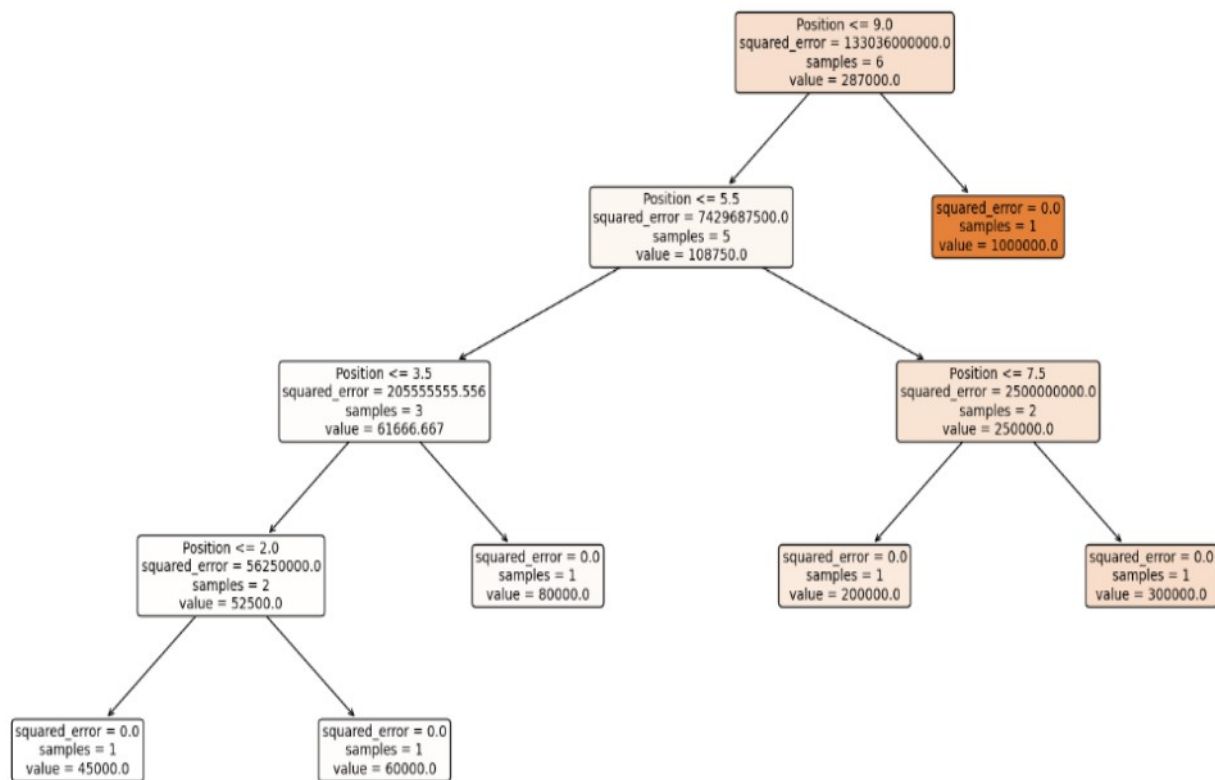 Position <= 9.0
squared_error = 133036000000.0
samples = 6
value = 287000.0
Position <= 5.5
squared_error = 7429687500.0
samples = 5
value = 108750.0
squared_error = 0.0
samples = 1
value = 1000000.0
Position <= 3.5
squared_error = 205555555.556
samples = 3
value = 61666.667
Position <= 7.5
squared_error = 2500000000.0
samples = 2
value = 250000.0
Position <= 2.0
squared_error = 56250000.0
samples = 2
value = 52500.0
squared_error = 0.0
samples = 1
value = 80000.0
squared_error = 0.0
samples = 1
value = 200000.0
squared_error = 0.0
samples = 1
value = 300000.0
squared_error = 0.0
samples = 1
value = 45000.0
squared_error = 0.0
samples = 1
value = 60000.0